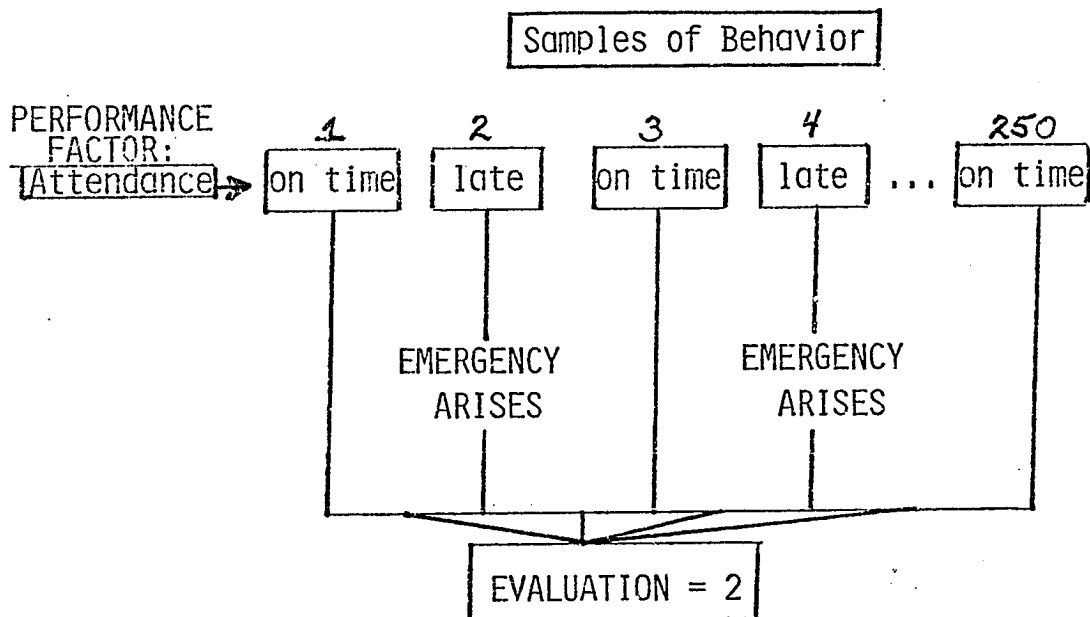 Samples of Behavior
PERFORMANCE
FACTOR:
Attendance
1 2 3 4 250
on time late on time late ... on time
EMERGENCY ARISES
EMERGENCY ARISES
EVALUATION = 2